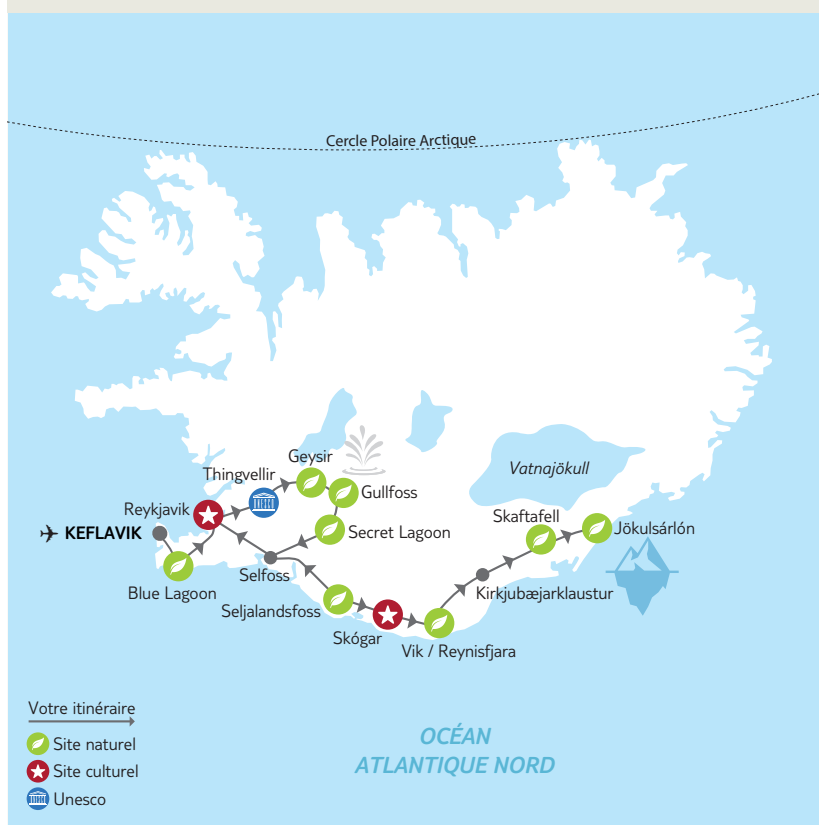 Cercle Polaire Arctique
Vatnajökull
Geysir
Thingvellir
Gullfoss
Reykjavik
UNESCO
Skaftafell
Secret Lagoon
Jökulsárlón
KEFLAVIK
Selfoss
Blue Lagoon
Kirkjubæjarklaustur
Seljalandsfoss
Skógar
Vik / Reynisfjara
Votre itinéraire
Site naturel
Site culturel
Unesco
OCÉAN
ATLANTIQUE NORD